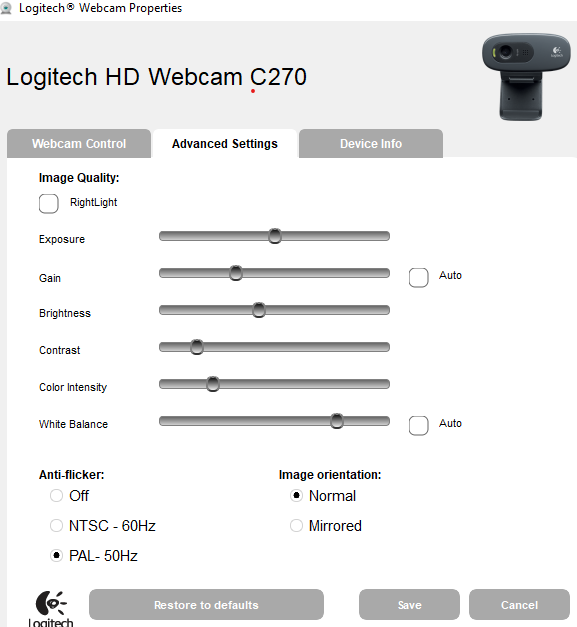 Logitech® Webcam Properties
Logitech HD Webcam C270
Webcam Control
Advanced Settings
Device Info
Image Quality:
RightLight
Exposure
Gain
Auto
Brightness
Contrast
Color Intensity
White Balance
Auto
Anti-flicker:
Image orientation:
Off
Normal
NTSC - 60Hz
Mirrored
PAL- 50Hz
Logitech
Restore to defaults
Save
Cancel